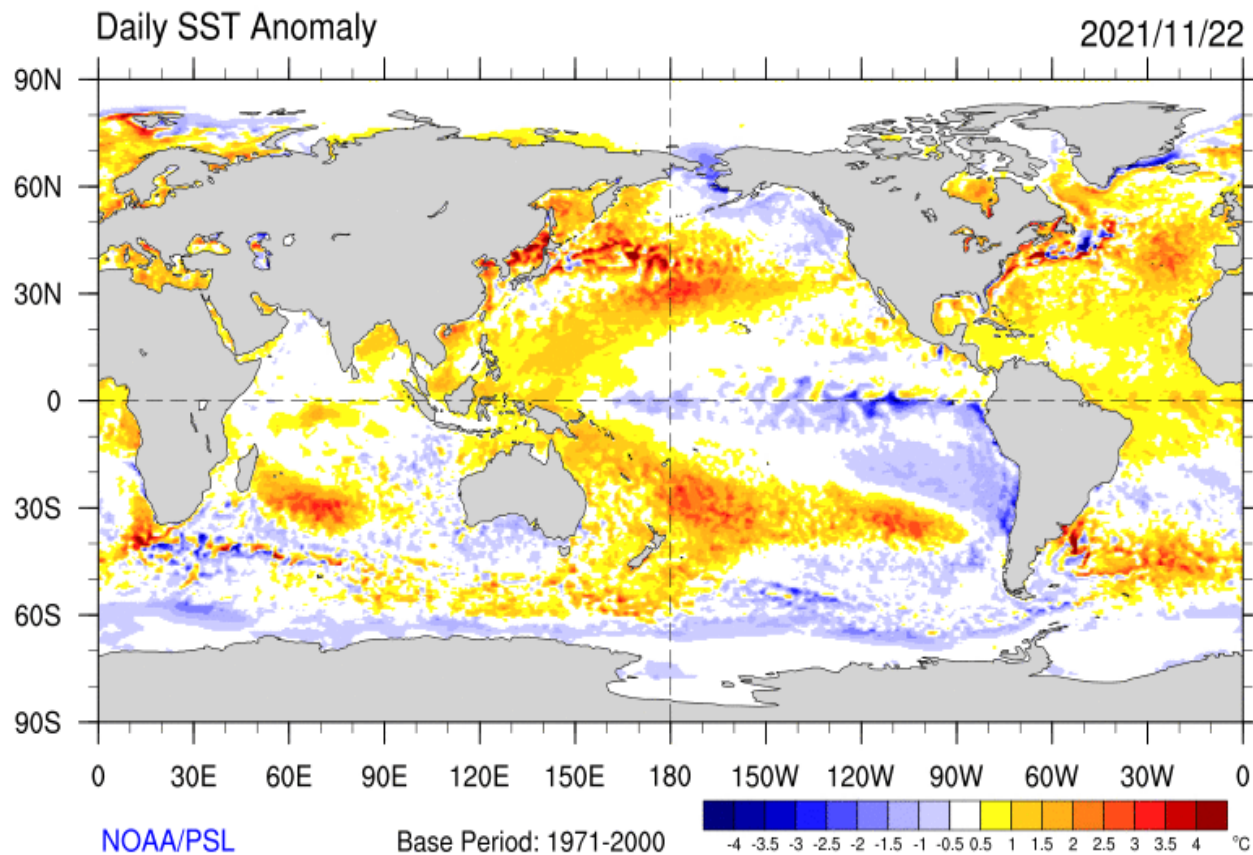 Daily SST Anomaly 2021/11/22
90N
60N
30N
0
30S
60S
90S
0 30E 60E 90E 120E 150E 180 150W 120W 90W 60W 30W 0
NOAA/PSL Base Period: 1971-2000
-4 -3.5 -3 -2.5 -2 -1.5 -1 -0.5 0.5 1 1.5 2 2.5 3 3.5 4 °C